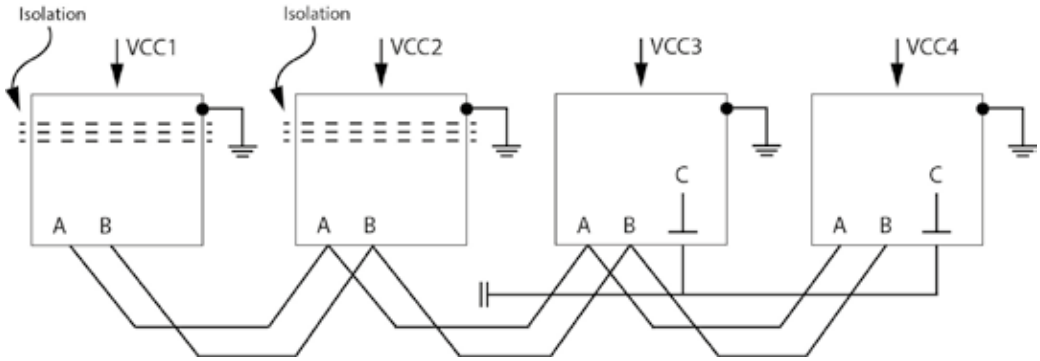 Isolation
Isolation
VCC1
VCC2
VCC3
VCC4
C
C
A B
A B
A B
A B